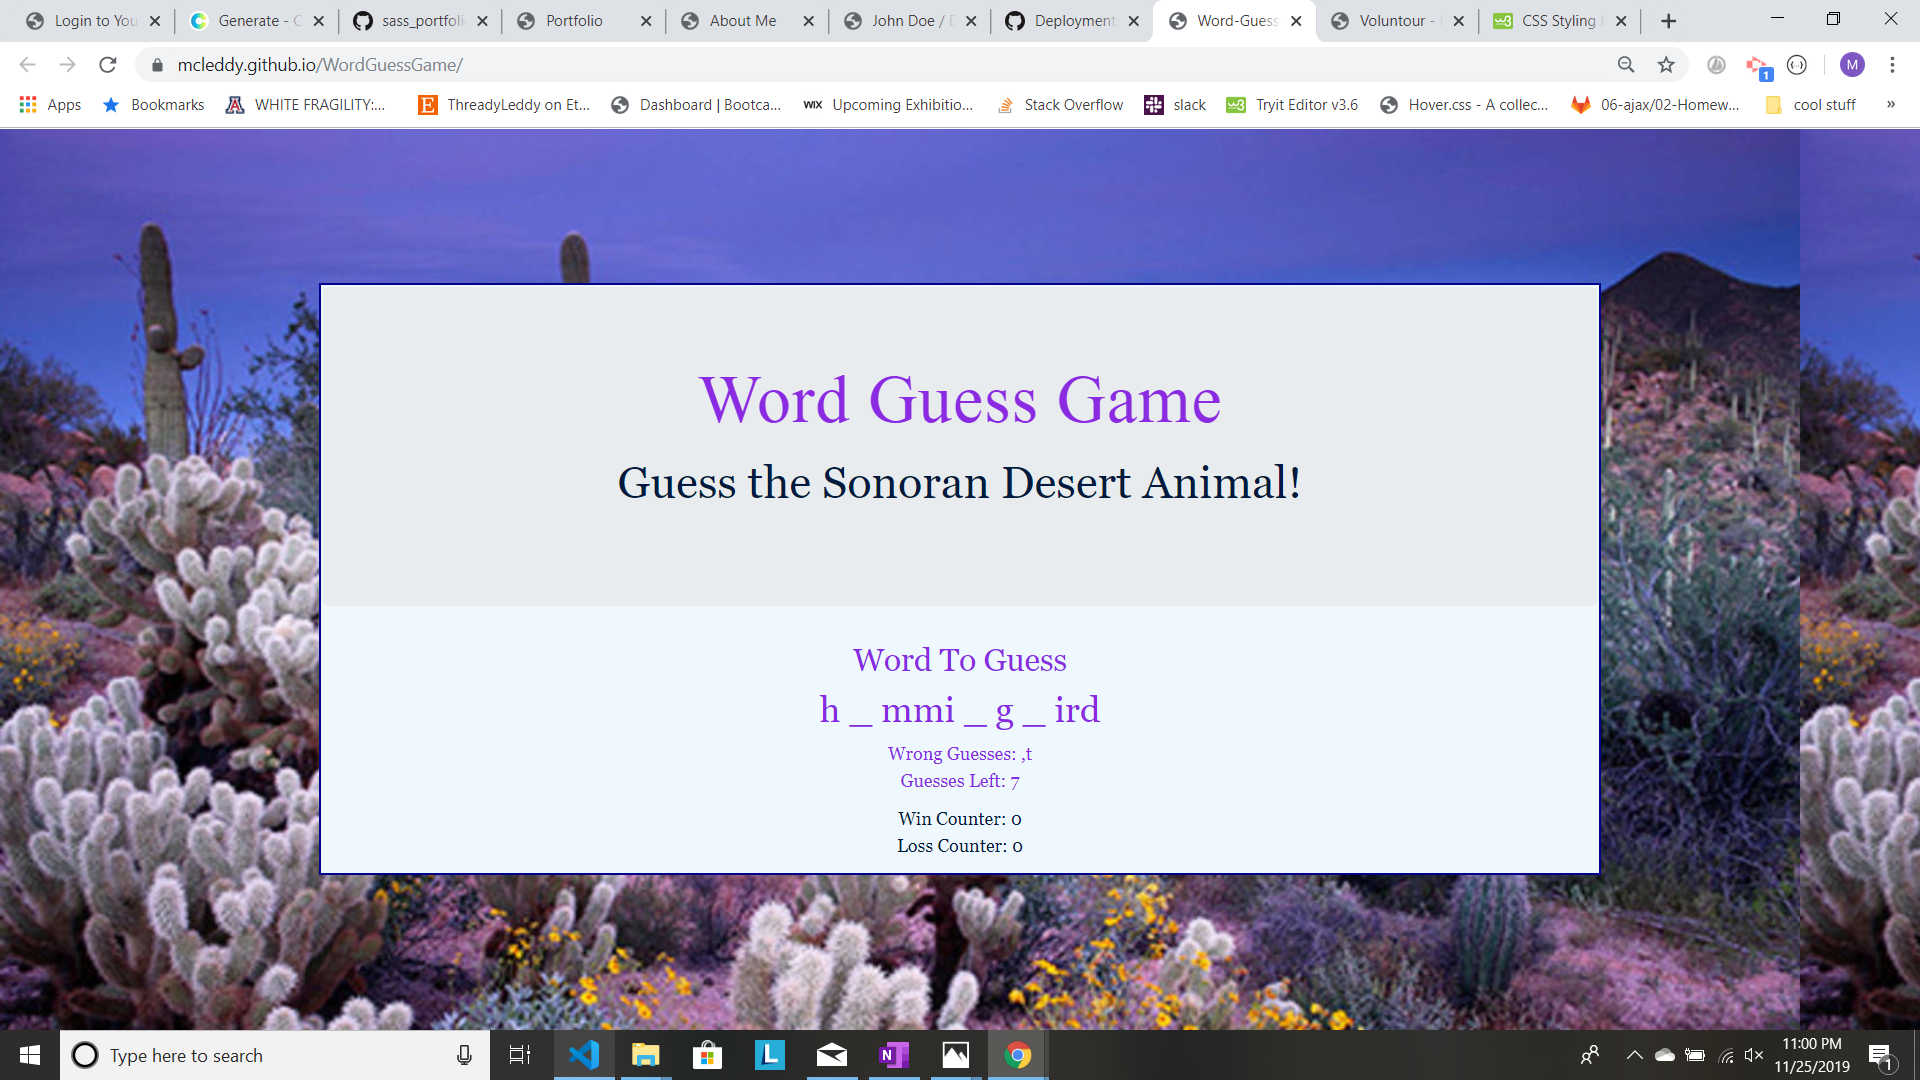 Login to You
Generate - C
sass_portfoli
Portfolio
About Me
John Doe / D
Deployment
Word-Guess
Voluntour -
CSS Styling
mcleddy.github.io/WordGuessGame/
M
1
Apps
Bookmarks
WHITE FRAGILITY:...
ThreadyLeddy on Et...
Dashboard | Bootca...
WIX
Upcoming Exhibitio...
Stack Overflow
slack
Tryit Editor v3.6
Hover.css - A collec...
06-ajax/02-Homew...
cool stuff
»
Word Guess Game
Guess the Sonoran Desert Animal!
Word To Guess
h _ mmi _ g _ ird
Wrong Guesses: ,t
Guesses Left: 7
Win Counter: 0
Loss Counter: 0
Type here to search
11:00 PM
11/25/2019
1